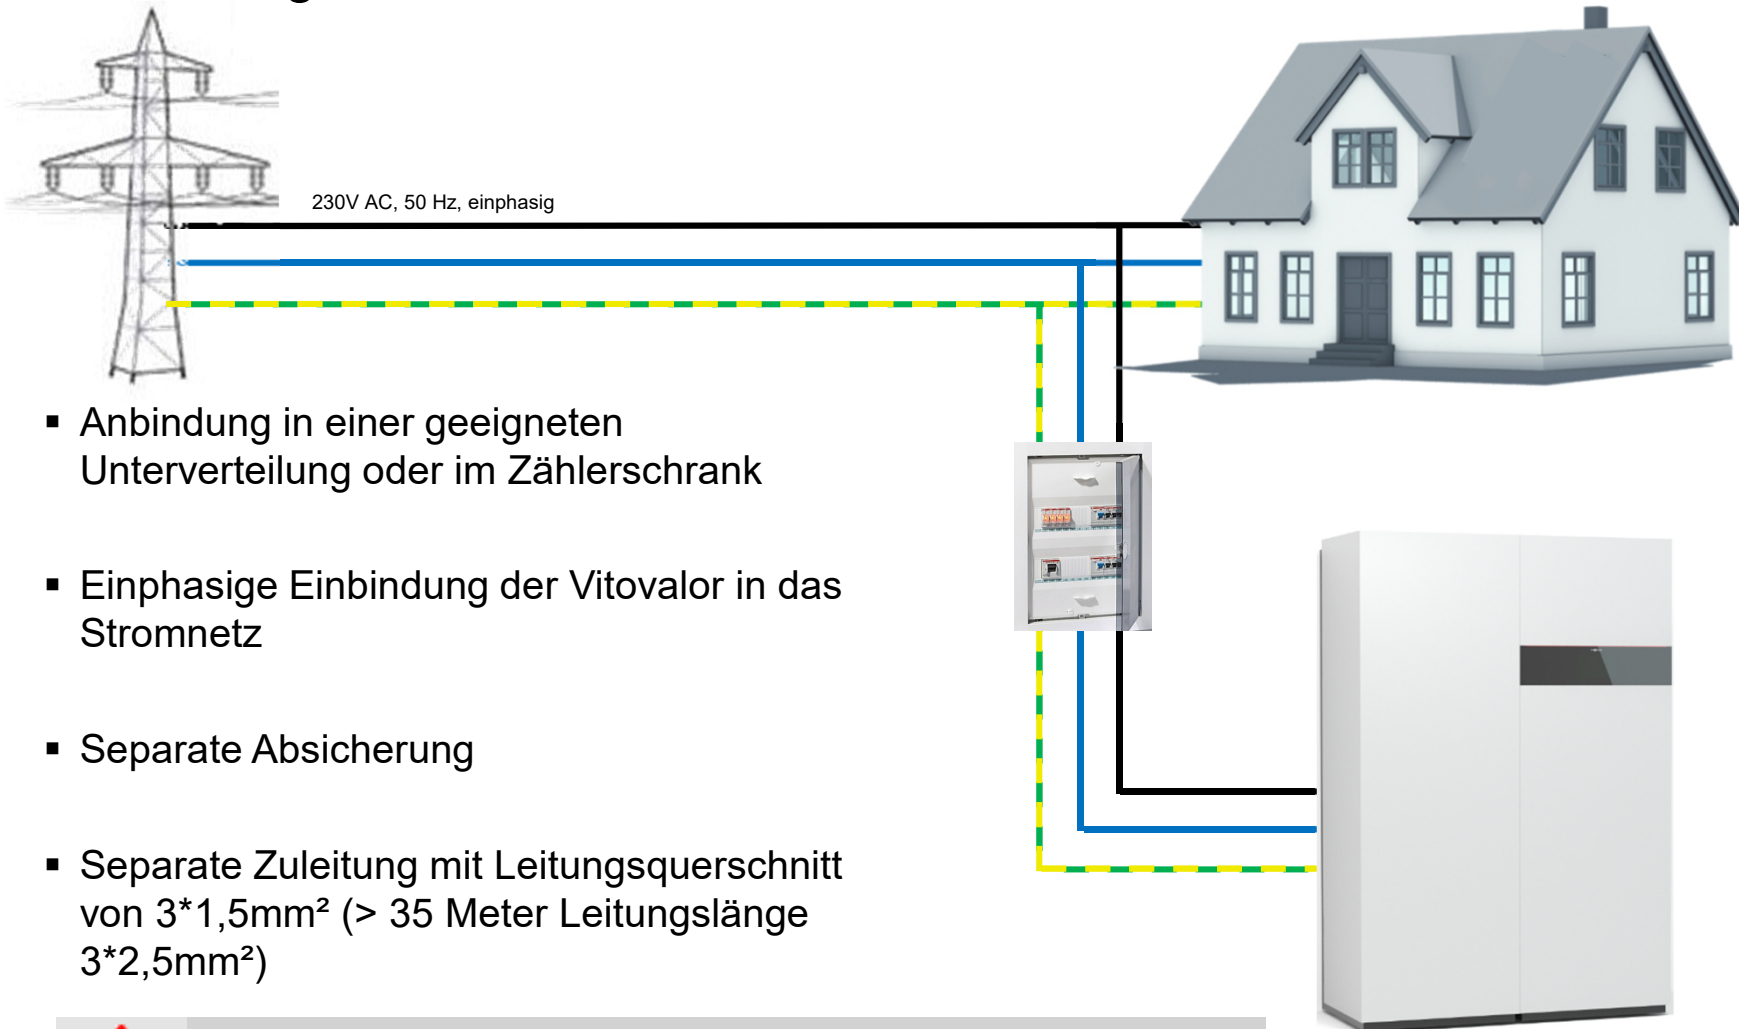 230V AC, 50 Hz, einphasig
▪ Anbindung in einer geeigneten
Unterverteilung oder im Zählerschrank
▪ Einphasige Einbindung der Vitovalor in das
Stromnetz
▪ Separate Absicherung
▪ Separate Zuleitung mit Leitungsquerschnitt
von 3*1,5mm² (> 35 Meter Leitungslänge
3*2,5mm²)